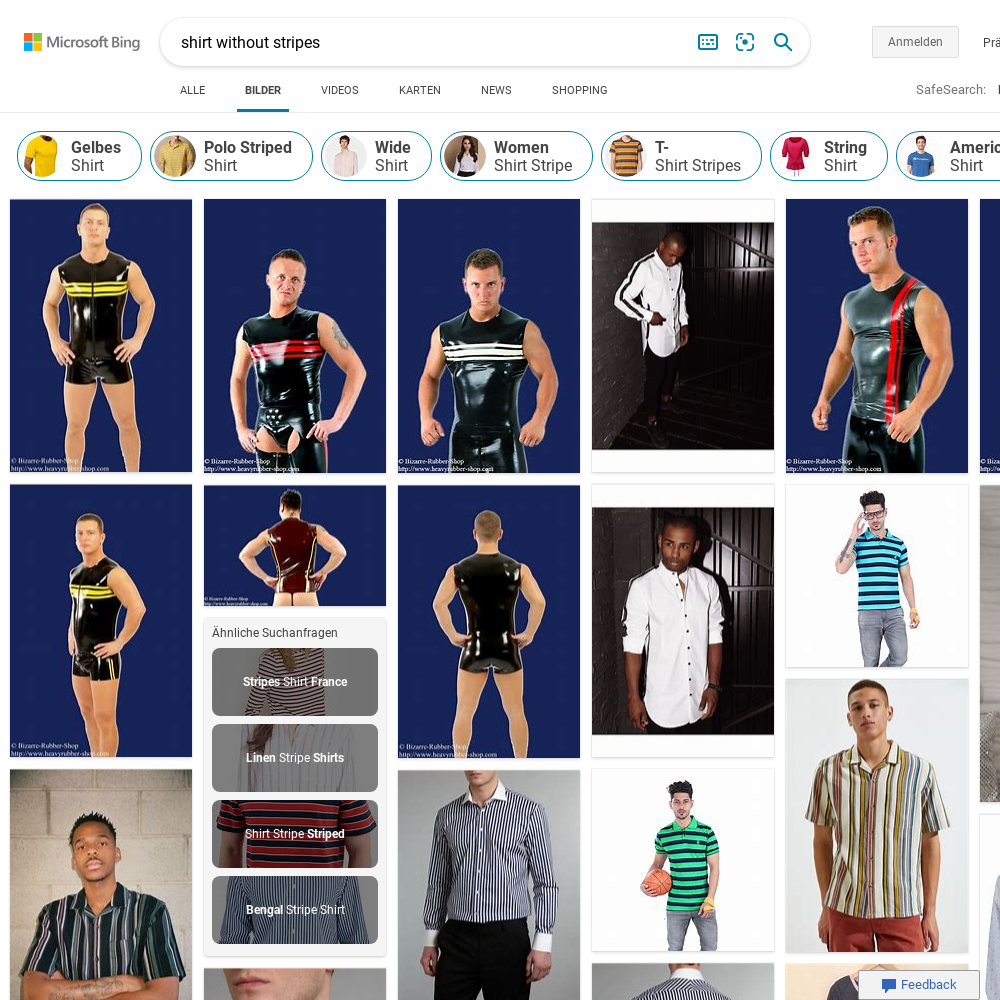 Microsoft Bing
shirt without stripes
Anmelden
Prä
ALLE
BILDER
VIDEOS
KARTEN
NEWS
SHOPPING
SafeSearch:
Gelbes
Shirt
Polo Striped
Shirt
Wide
Shirt
Women
Shirt Stripe
T-
Shirt Stripes
String
Shirt
Americ
Shirt
© Bizarre-Rubber-Shop
http://www.heavyrubber-shop.com
© Bizarre-Rubber-Shop
http://www.heavyrubber-shop.com
© Bizarre-Rubber-Shop
http://www.heavyrubber-shop.com
© Bizarre-Rubber-Shop
http://www.heavyrubber-shop.com
© Bizarre-Rubber-Shop
http://www.heavyrubber-shop.com
© Bizarre-Rubber-Shop
http://www.heavyrubber-shop.com
© Bizarre-Rubber-Shop
http://www.heavyrubber-shop.com
Ähnliche Suchanfragen
Stripes Shirt France
Linen Stripe Shirts
Shirt Stripe Striped
Bengal Stripe Shirt
Feedback